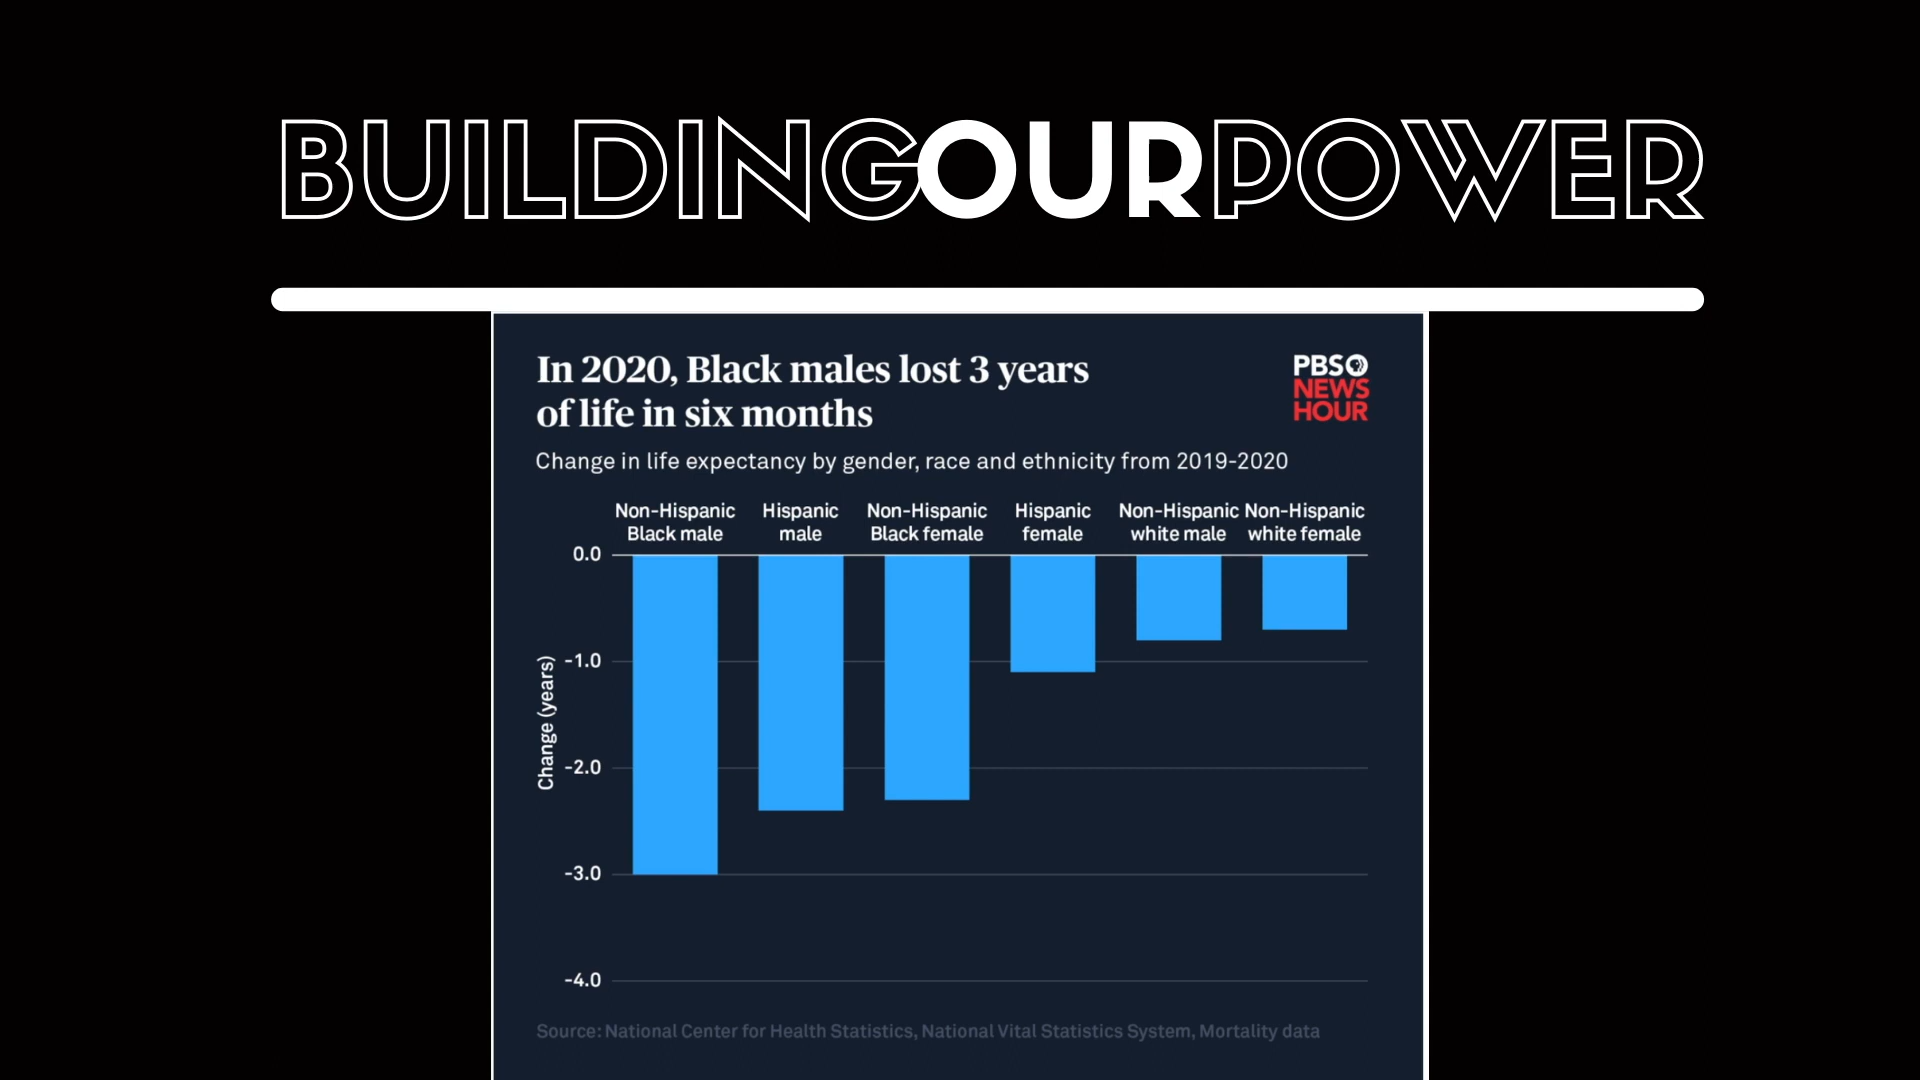 BUILDINGOURPOWER
In 2020, Black males lost 3 years
of life in six months
PBS
NEWS
HOUR
Change in life expectancy by gender, race and ethnicity from 2019-2020
Non-Hispanic Black male
Hispanic male
Non-Hispanic Black female
Hispanic female
Non-Hispanic white male
Non-Hispanic white female
0.0
-1.0
-2.0
-3.0
-4.0
Change (years)
Source: National Center for Health Statistics, National Vital Statistics System, Mortality data